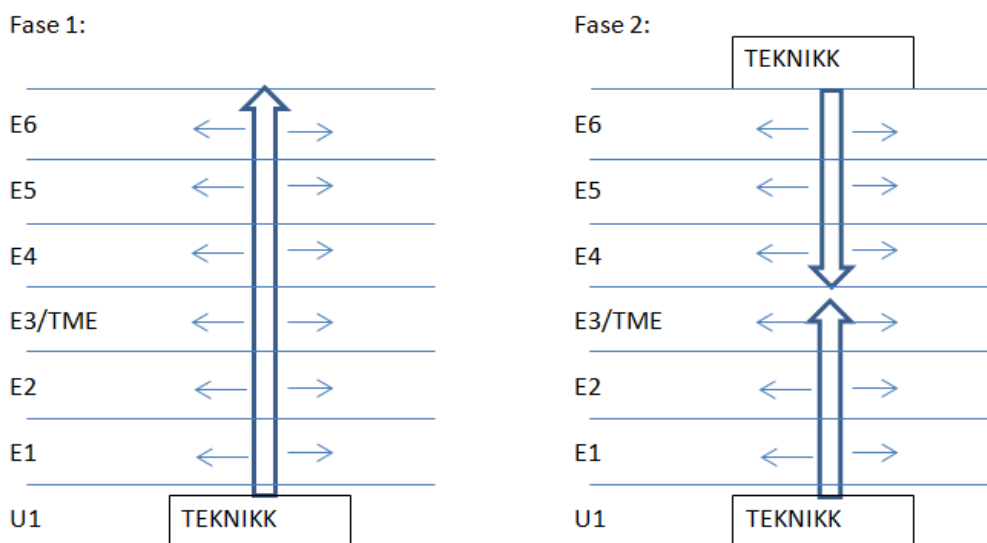 Fase 1:
E6
E5
E4
E3/TME
E2
E1
U1
TEKNIKK
Fase 2:
TEKNIKK
E6
E5
E4
E3/TME
E2
E1
U1
TEKNIKK